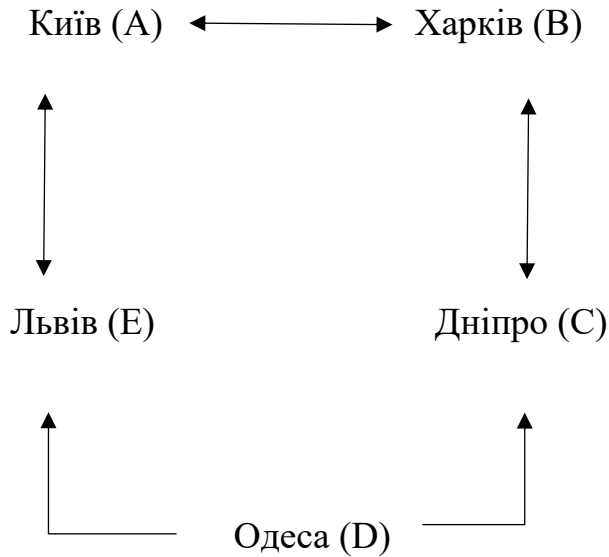 Київ (A)
Харків (B)
Львів (E)
Дніпро (C)
Одеса (D)